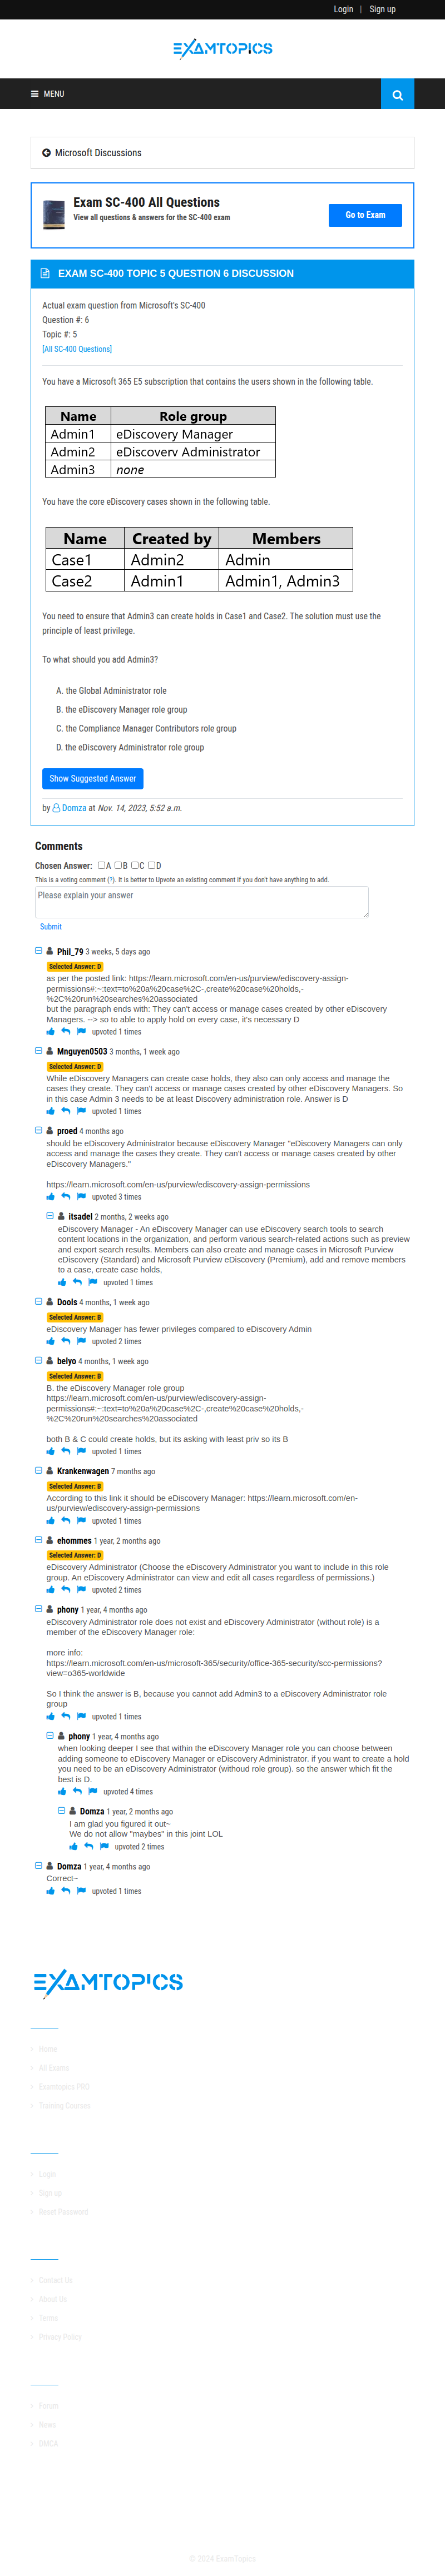 Login | Sign up
EXAMTOPICS
MENU
Microsoft Discussions
Exam SC-400 All Questions
View all questions & answers for the SC-400 exam
Go to Exam
EXAM SC-400 TOPIC 5 QUESTION 6 DISCUSSION
Actual exam question from Microsoft's SC-400
Question #: 6
Topic #: 5
[All SC-400 Questions]
You have a Microsoft 365 E5 subscription that contains the users shown in the following table.
Name Role group
Admin1 eDiscovery Manager
Admin2 eDiscoverv Administrator
Admin3 none
You have the core eDiscovery cases shown in the following table.
Name Created by Members
Case1 Admin2 Admin
Case2 Admin1 Admin1, Admin3
You need to ensure that Admin3 can create holds in Case1 and Case2. The solution must use the
principle of least privilege.
To what should you add Admin3?
A. the Global Administrator role
B. the eDiscovery Manager role group
C. the Compliance Manager Contributors role group
D. the eDiscovery Administrator role group
Show Suggested Answer
by Domza at Nov. 14, 2023, 5:52 a.m.
Comments
Chosen Answer: A B C D
This is a voting comment (?). It is better to Upvote an existing comment if you don't have anything to add.
Please explain your answer
Submit
Phil_79 3 weeks, 5 days ago
Selected Answer: D
as per the posted link: https://learn.microsoft.com/en-us/purview/ediscovery-assign-
permissions#:~:text=to%20a%20case%2C-,create%20case%20holds,-
%2C%20run%20searches%20associated
but the paragraph ends with: They can't access or manage cases created by other eDiscovery
Managers. --> so to able to apply hold on every case, it's necessary D
upvoted 1 times
Mnguyen0503 3 months, 1 week ago
Selected Answer: D
While eDiscovery Managers can create case holds, they also can only access and manage the
cases they create. They can't access or manage cases created by other eDiscovery Managers. So
in this case Admin 3 needs to be at least Discovery administration role. Answer is D
upvoted 1 times
proed 4 months ago
should be eDiscovery Administrator because eDiscovery Manager "eDiscovery Managers can only
access and manage the cases they create. They can't access or manage cases created by other
eDiscovery Managers."
https://learn.microsoft.com/en-us/purview/ediscovery-assign-permissions
upvoted 3 times
itsadel 2 months, 2 weeks ago
eDiscovery Manager - An eDiscovery Manager can use eDiscovery search tools to search
content locations in the organization, and perform various search-related actions such as preview
and export search results. Members can also create and manage cases in Microsoft Purview
eDiscovery (Standard) and Microsoft Purview eDiscovery (Premium), add and remove members
to a case, create case holds,
upvoted 1 times
Dools 4 months, 1 week ago
Selected Answer: B
eDiscovery Manager has fewer privileges compared to eDiscovery Admin
upvoted 2 times
belyo 4 months, 1 week ago
Selected Answer: B
B. the eDiscovery Manager role group
https://learn.microsoft.com/en-us/purview/ediscovery-assign-
permissions#:~:text=to%20a%20case%2C-,create%20case%20holds,-
%2C%20run%20searches%20associated
both B & C could create holds, but its asking with least priv so its B
upvoted 1 times
Krankenwagen 7 months ago
Selected Answer: B
According to this link it should be eDiscovery Manager: https://learn.microsoft.com/en-
us/purview/ediscovery-assign-permissions
upvoted 1 times
ehommes 1 year, 2 months ago
Selected Answer: D
eDiscovery Administrator (Choose the eDiscovery Administrator you want to include in this role
group. An eDiscovery Administrator can view and edit all cases regardless of permissions.)
upvoted 2 times
phony 1 year, 4 months ago
eDiscovery Administrator role does not exist and eDiscovery Administrator (without role) is a
member of the eDiscovery Manager role:
more info:
https://learn.microsoft.com/en-us/microsoft-365/security/office-365-security/scc-permissions?
view=o365-worldwide
So I think the answer is B, because you cannot add Admin3 to a eDiscovery Administrator role
group
upvoted 1 times
phony 1 year, 4 months ago
when looking deeper I see that within the eDiscovery Manager role you can choose between
adding someone to eDiscovery Manager or eDiscovery Administrator. if you want to create a hold
you need to be an eDiscovery Administrator (withoud role group). so the answer which fit the
best is D.
upvoted 4 times
Domza 1 year, 2 months ago
I am glad you figured it out~
We do not allow "maybes" in this joint LOL
upvoted 2 times
Domza 1 year, 4 months ago
Correct~
upvoted 1 times
EXAMTOPICS
Home
All Exams
Examtopics PRO
Training Courses
Login
Sign up
Reset Password
Contact Us
About Us
Terms
Privacy Policy
Forum
News
DMCA
© 2024 ExamTopics